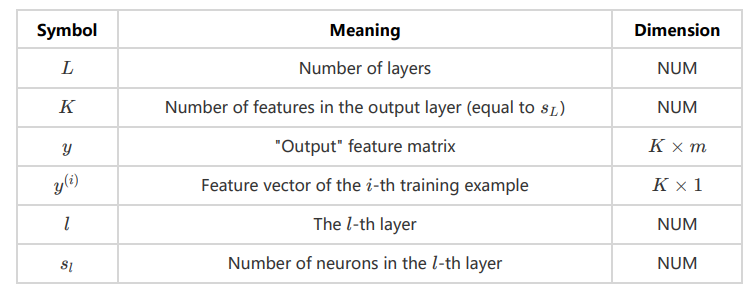 Symbol Meaning Dimension
L Number of layers NUM
K Number of features in the output layer (equal to s_L) NUM
y "Output" feature matrix K × m
y^(i) Feature vector of the i-th training example K × 1
l The l-th layer NUM
s_l Number of neurons in the l-th layer NUM